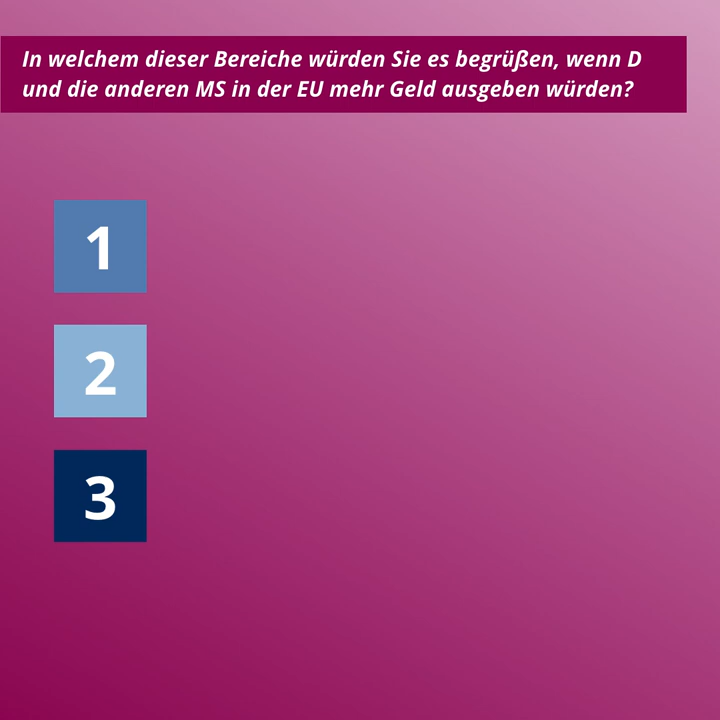 In welchem dieser Bereiche würden Sie es begrüßen, wenn D
und die anderen MS in der EU mehr Geld ausgeben würden?
1
2
3